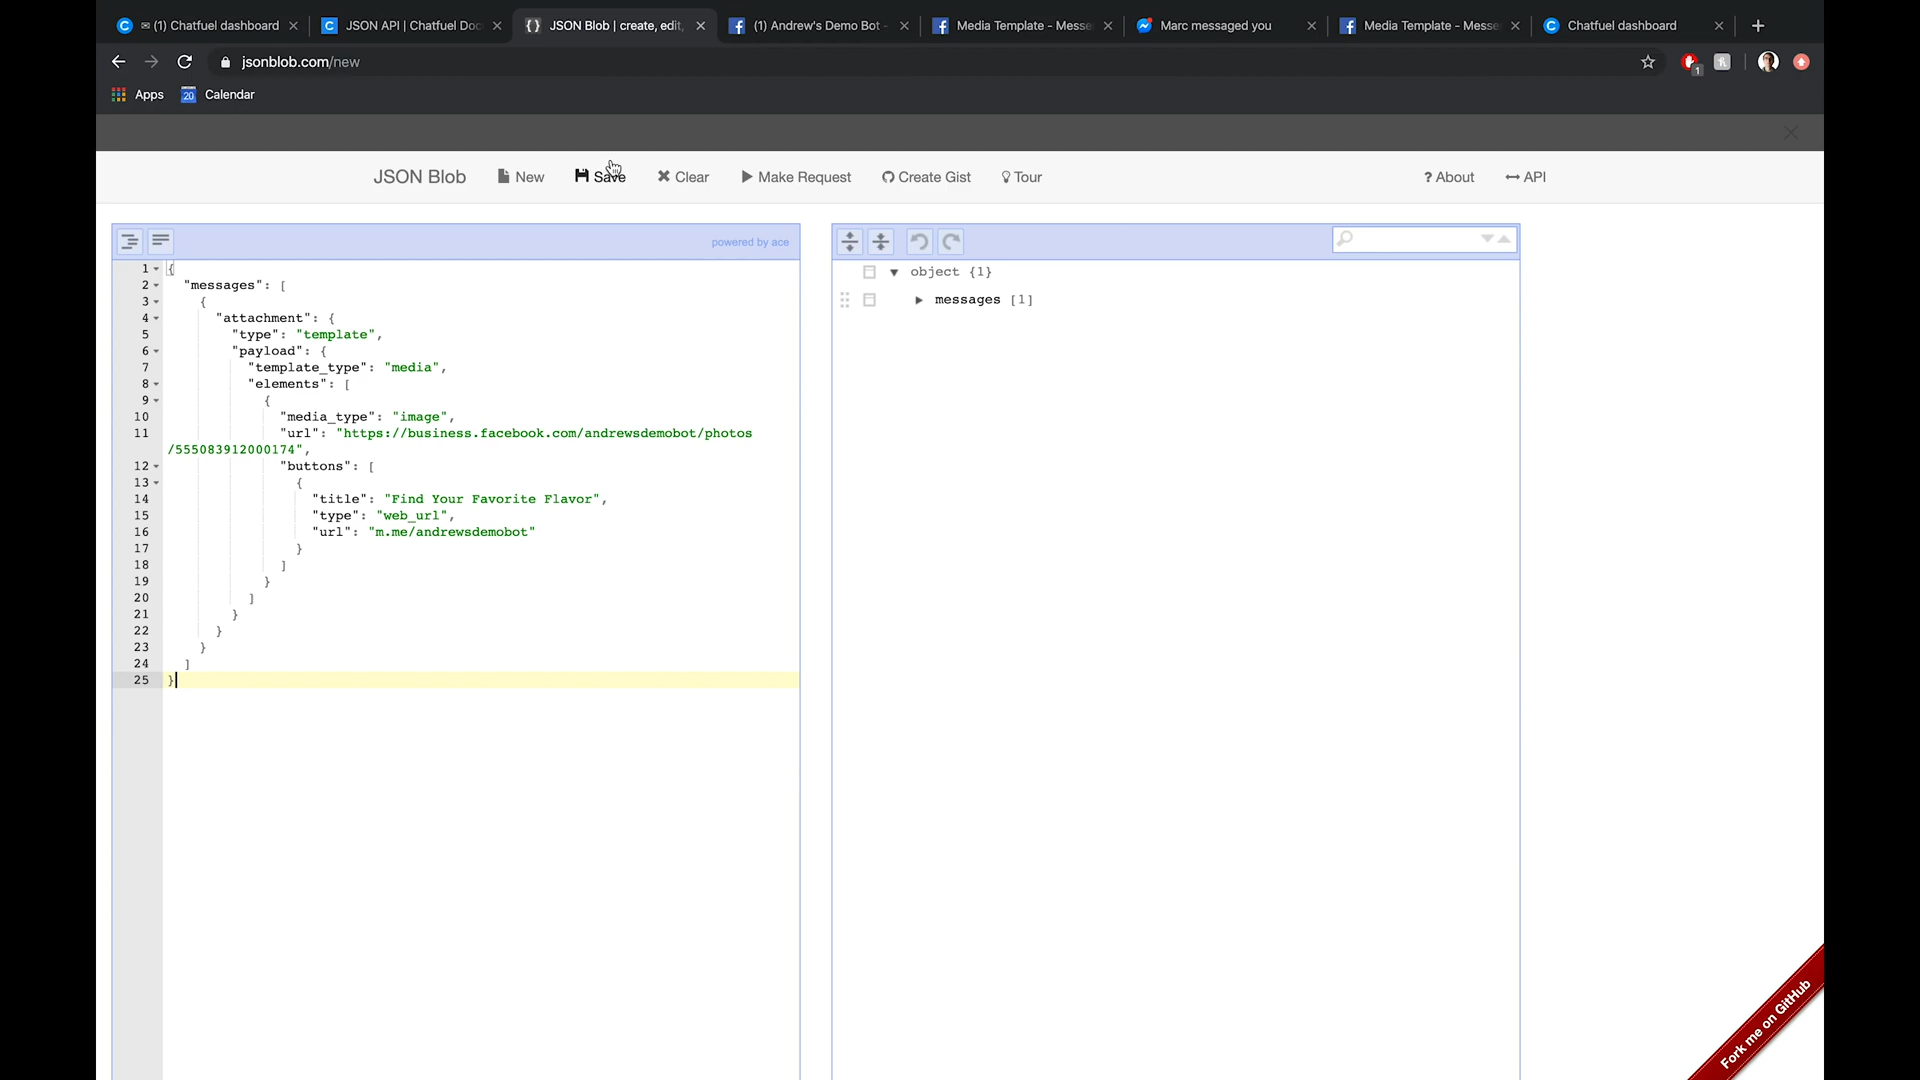 (1) Chatfuel dashboard
JSON API | Chatfuel Doc
JSON Blob | create, edit,
(1) Andrew's Demo Bot -
Media Template - Messe
Marc messaged you
Media Template - Messe
Chatfuel dashboard
jsonblob.com/new
1
Apps
20
Calendar
JSON Blob
New
Save
Clear
Make Request
Create Gist
Tour
? About
API
powered by ace
1 {
2 "messages": [
3 {
4 "attachment": {
5 "type": "template",
6 "payload": {
7 "template_type": "media",
8 "elements": [
9 {
10 "media_type": "image",
11 "url": "https://business.facebook.com/andrewsdemobot/photos
/555083912000174",
12 "buttons": [
13 {
14 "title": "Find Your Favorite Flavor",
15 "type": "web_url",
16 "url": "m.me/andrewsdemobot"
17 }
18 ]
19 }
20 ]
21 }
22 }
23 }
24 ]
25 }
object {1}
messages [1]
Fork me on GitHub